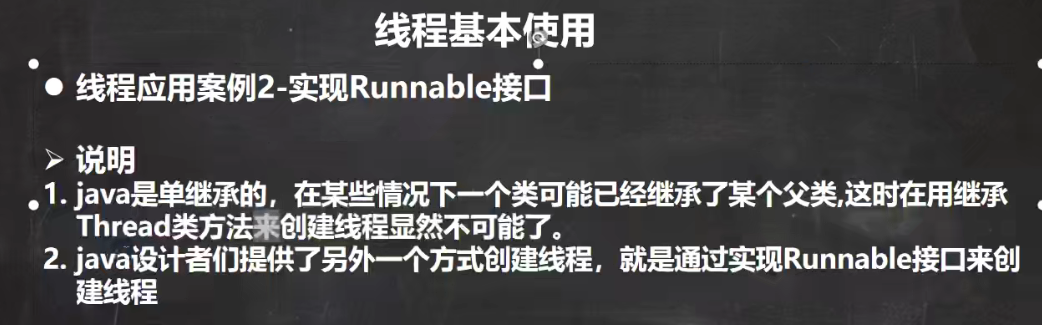 线程基本使用
● 线程应用案例2-实现Runnable接口
➢ 说明
1. java是单继承的，在某些情况下一个类可能已经继承了某个父类,这时在用继承
Thread类方法来创建线程显然不可能了。
2. java设计者们提供了另外一个方式创建线程，就是通过实现Runnable接口来创
建线程